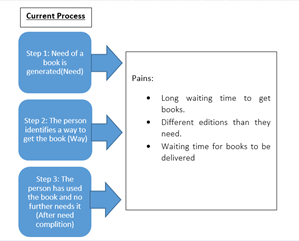 Current Process
Step 1: Need of a
book is
generated(Need)
Step 2: The person
identifies a way to
get the book (Way)
Step 3: The
person has used
the book and no
further needs it
(After need
complition)
Pains:
• Long waiting time to get
books.
• Different editions than they
need.
• Waiting time for books to be
delivered